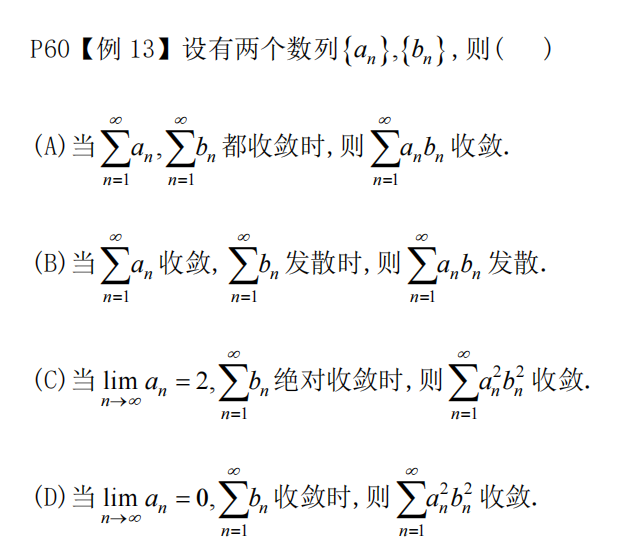 P60【例 13】设有两个数列{aₙ},{bₙ},则(  )
(A)当 ∑_{n=1}^{∞} aₙ, ∑_{n=1}^{∞} bₙ 都收敛时,则 ∑_{n=1}^{∞} aₙbₙ 收敛.
(B)当 ∑_{n=1}^{∞} aₙ 收敛, ∑_{n=1}^{∞} bₙ 发散时,则 ∑_{n=1}^{∞} aₙbₙ 发散.
(C)当 lim_{n→∞} aₙ = 2, ∑_{n=1}^{∞} bₙ 绝对收敛时,则 ∑_{n=1}^{∞} aₙ²bₙ² 收敛.
(D)当 lim_{n→∞} aₙ = 0, ∑_{n=1}^{∞} bₙ 收敛时,则 ∑_{n=1}^{∞} aₙ²bₙ² 收敛.